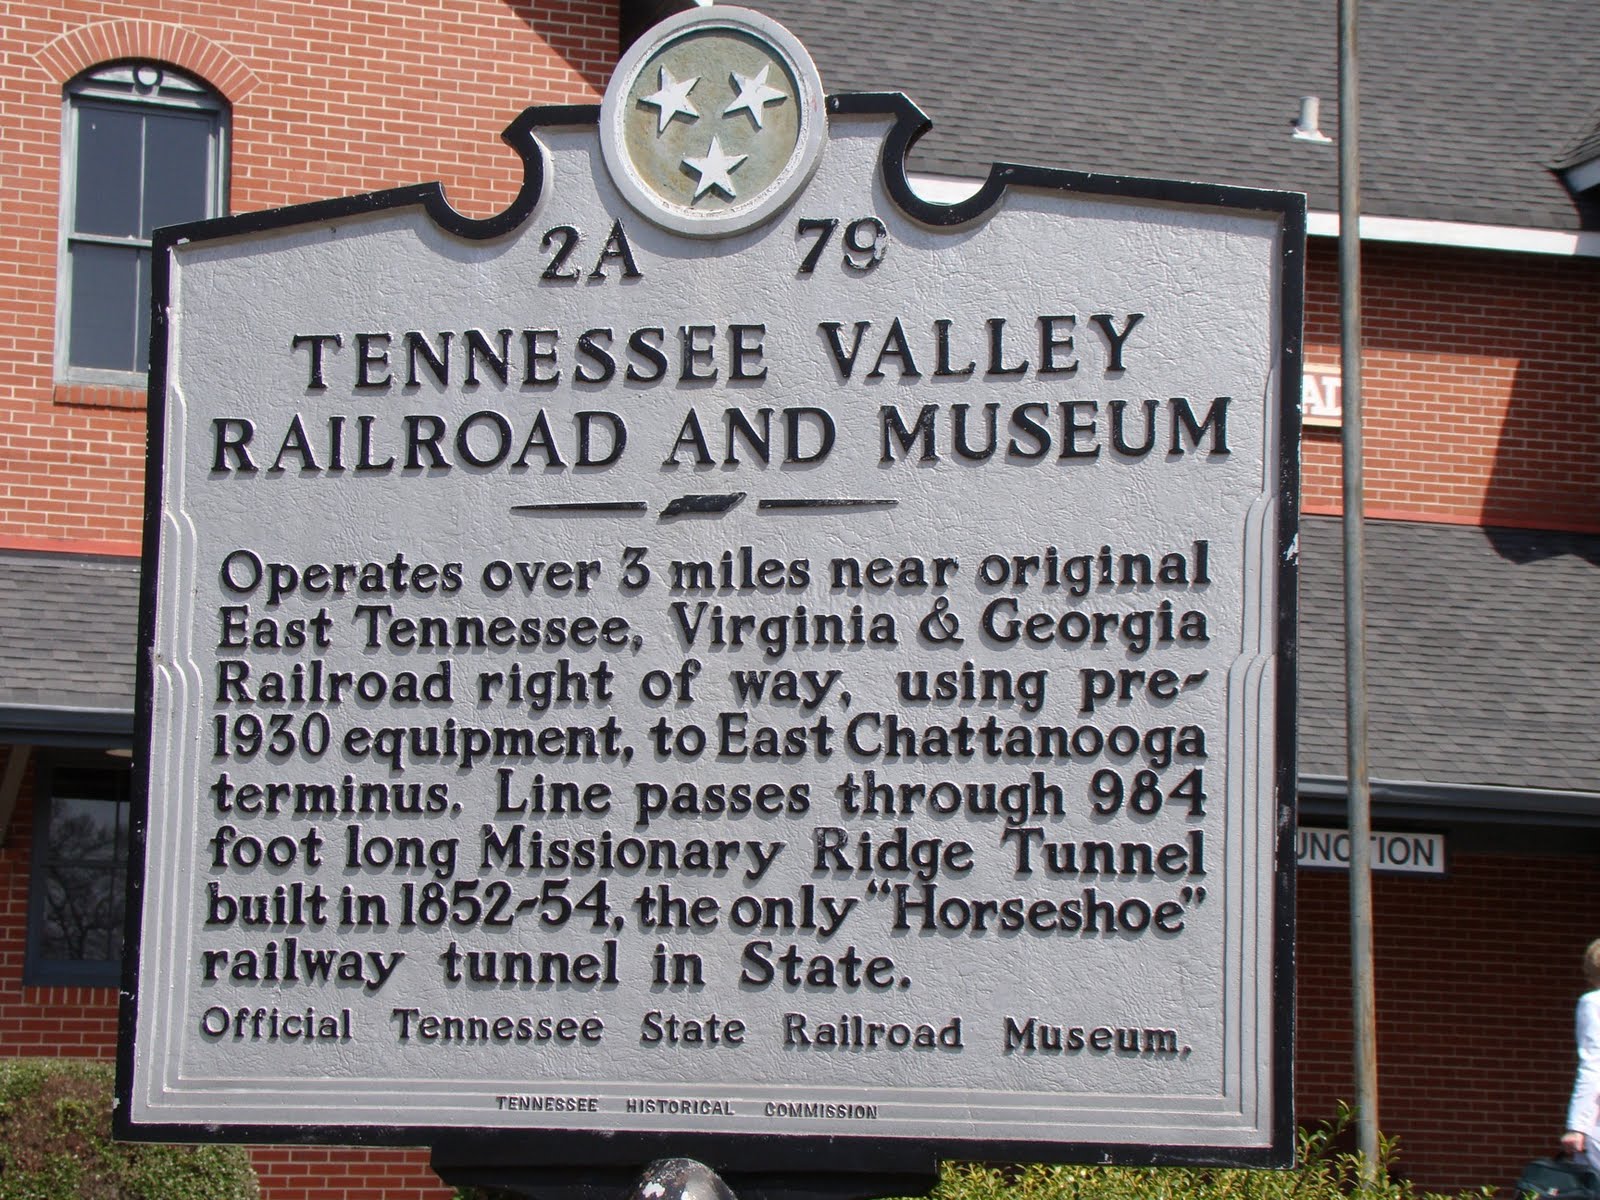 2A 79
TENNESSEE VALLEY
RAILROAD AND MUSEUM
Operates over 3 miles near original
East Tennessee, Virginia & Georgia
Railroad right of way, using pre-
1930 equipment, to East Chattanooga
terminus. Line passes through 984
foot long Missionary Ridge Tunnel
built in 1852-54, the only "Horseshoe"
railway tunnel in State.
Official Tennessee State Railroad Museum.
TENNESSEE HISTORICAL COMMISSION
AD
UNCTION